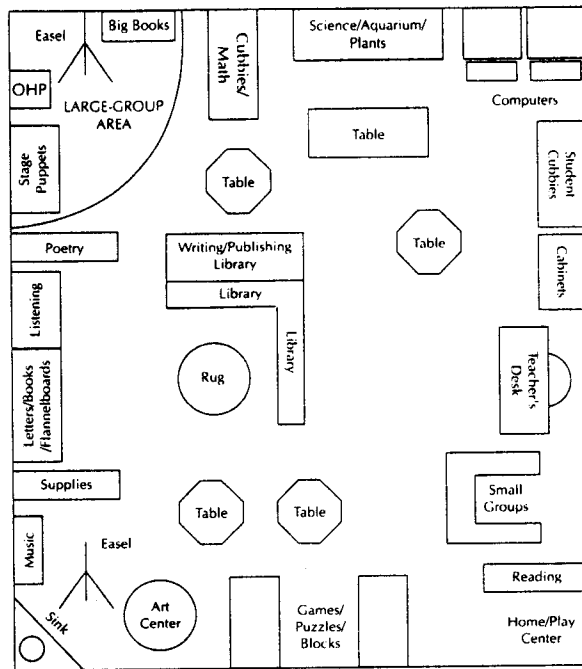 Easel
Big Books
Cubbies/
Math
Science/Aquarium/
Plants
OHP
LARGE-GROUP
AREA
Computers
Stage
Puppets
Table
Table
Student
Cubbies
Table
Poetry
Writing/Publishing
Library
Cabinets
Library
Listening
Library
Rug
Teacher's
Desk
Letters/Books
/Flannelboards
Supplies
Table
Table
Small
Groups
Music
Easel
Reading
Sink
Art
Center
Games/
Puzzles/
Blocks
Home/Play
Center